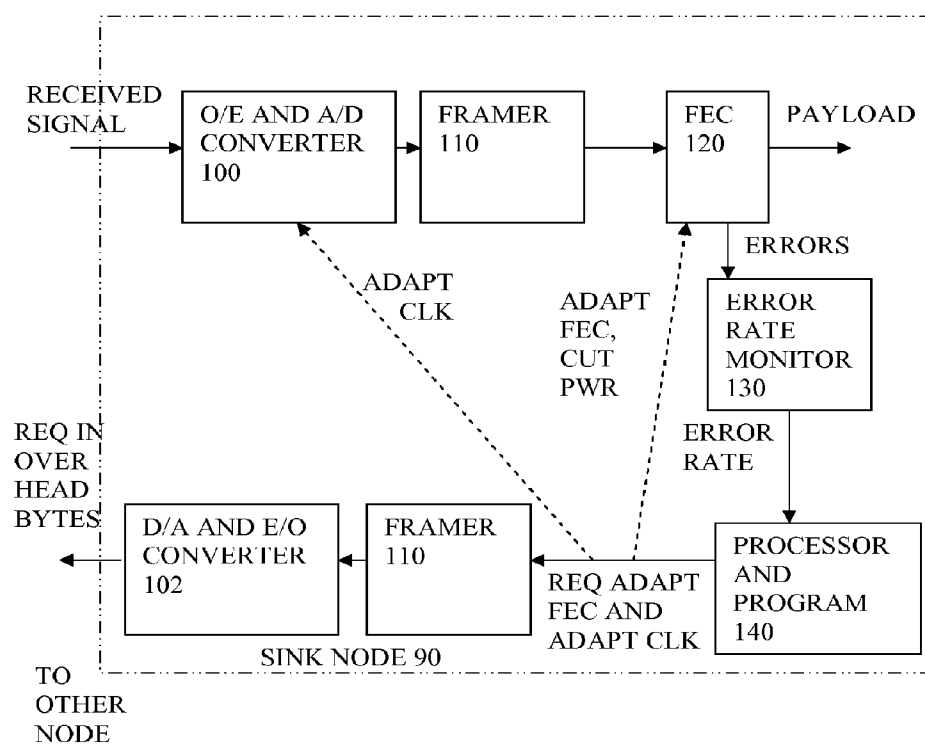 RECEIVED
SIGNAL
O/E AND A/D
CONVERTER
100
FRAMER
110
FEC
120
PAYLOAD
ERRORS
ADAPT
CLK
ADAPT
FEC,
CUT
PWR
ERROR
RATE
MONITOR
130
ERROR
RATE
REQ IN
OVER
HEAD
BYTES
D/A AND E/O
CONVERTER
102
FRAMER
110
REQ ADAPT
FEC AND
ADAPT CLK
PROCESSOR
AND
PROGRAM
140
SINK NODE 90
TO
OTHER
NODE